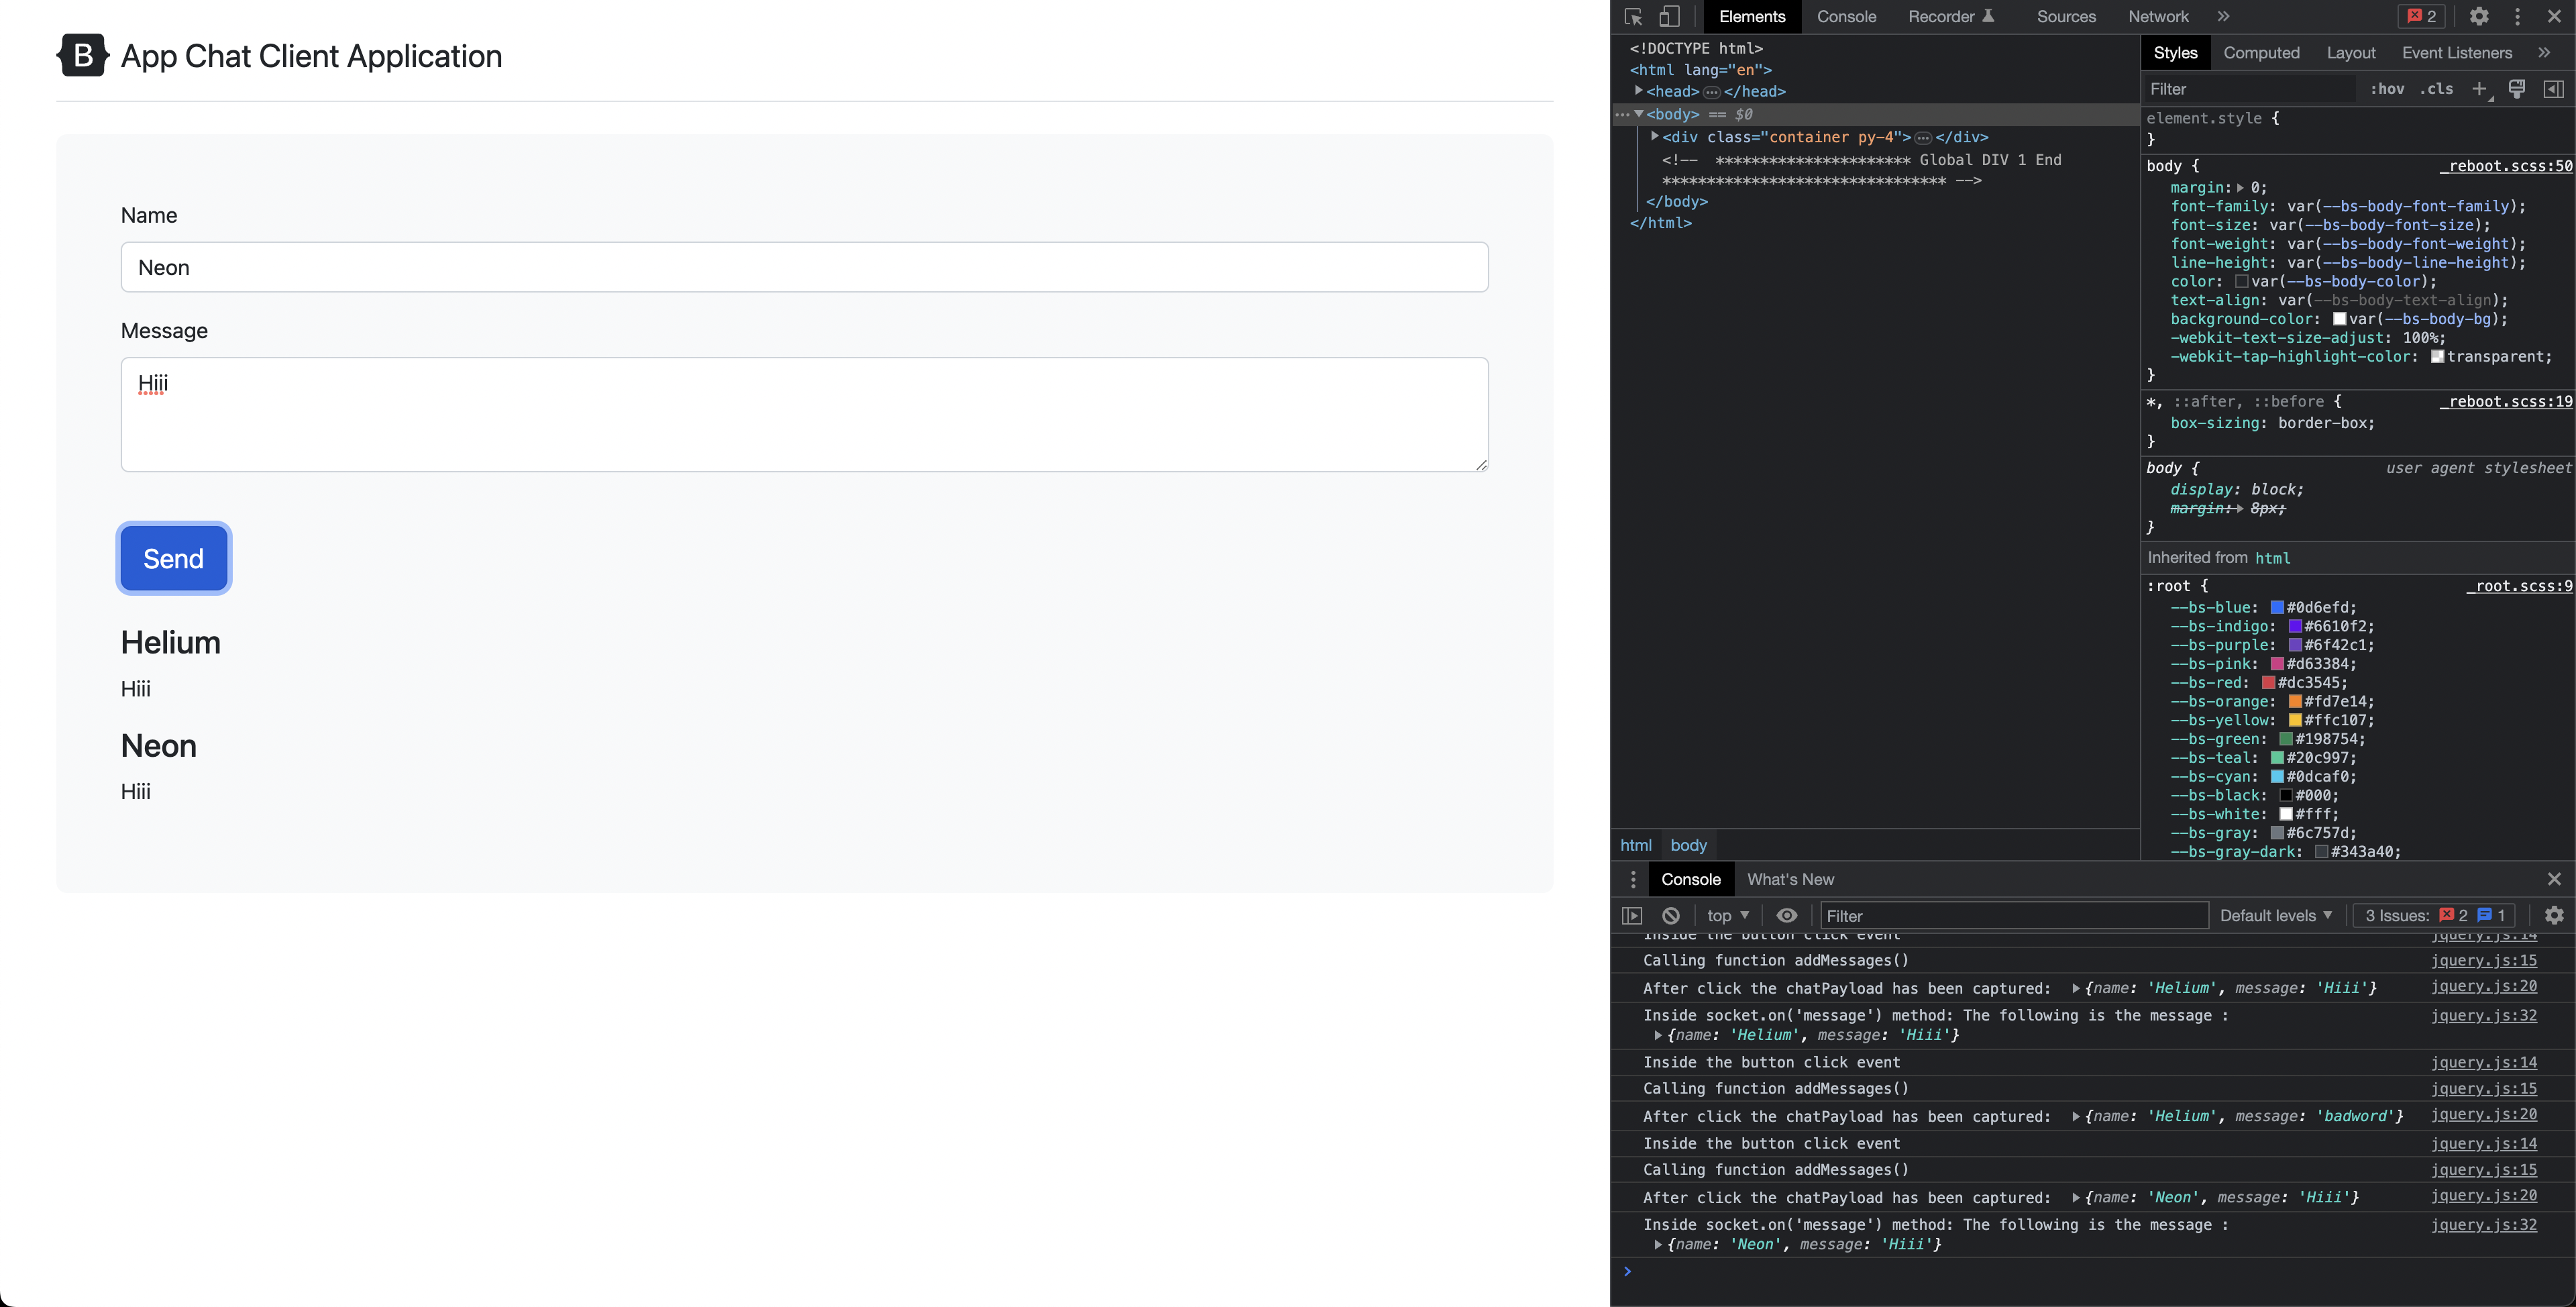 B App Chat Client Application
Name
Neon
Message
Hiii
Send
Helium
Hiii
Neon
Hiii
Elements Console Recorder Sources Network » 2
<!DOCTYPE html>
<html lang="en">
<head>…</head>
… <body> == $0
<div class="container py-4">…</div>
<!-- ********************** Global DIV 1 End
******************************** -->
</body>
</html>
html body
Styles Computed Layout Event Listeners »
Filter :hov .cls +
element.style {
}
body { _reboot.scss:50
margin: 0;
font-family: var(--bs-body-font-family);
font-size: var(--bs-body-font-size);
font-weight: var(--bs-body-font-weight);
line-height: var(--bs-body-line-height);
color: var(--bs-body-color);
text-align: var(--bs-body-text-align);
background-color: var(--bs-body-bg);
-webkit-text-size-adjust: 100%;
-webkit-tap-highlight-color: transparent;
}
*, ::after, ::before { _reboot.scss:19
box-sizing: border-box;
}
body { user agent stylesheet
display: block;
margin: 8px;
}
Inherited from html
:root { _root.scss:9
--bs-blue: #0d6efd;
--bs-indigo: #6610f2;
--bs-purple: #6f42c1;
--bs-pink: #d63384;
--bs-red: #dc3545;
--bs-orange: #fd7e14;
--bs-yellow: #ffc107;
--bs-green: #198754;
--bs-teal: #20c997;
--bs-cyan: #0dcaf0;
--bs-black: #000;
--bs-white: #fff;
--bs-gray: #6c757d;
--bs-gray-dark: #343a40;
Console What's New
top Filter Default levels 3 Issues: 2 1
Inside the button click event jquery.js:14
Calling function addMessages() jquery.js:15
After click the chatPayload has been captured: {name: 'Helium', message: 'Hiii'} jquery.js:20
Inside socket.on('message') method: The following is the message : jquery.js:32
{name: 'Helium', message: 'Hiii'}
Inside the button click event jquery.js:14
Calling function addMessages() jquery.js:15
After click the chatPayload has been captured: {name: 'Helium', message: 'badword'} jquery.js:20
Inside the button click event jquery.js:14
Calling function addMessages() jquery.js:15
After click the chatPayload has been captured: {name: 'Neon', message: 'Hiii'} jquery.js:20
Inside socket.on('message') method: The following is the message : jquery.js:32
{name: 'Neon', message: 'Hiii'}
>